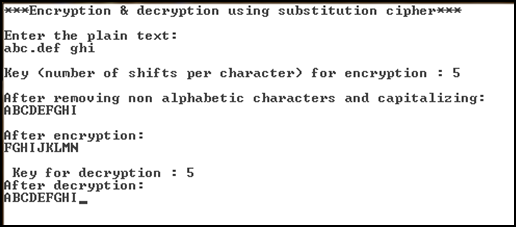 ***Encryption & decryption using substitution cipher***
Enter the plain text:
abc.def ghi
Key (number of shifts per character) for encryption : 5
After removing non alphabetic characters and capitalizing:
ABCDEFGHI
After encryption:
FGHIJKLMN
Key for decryption : 5
After decryption:
ABCDEFGHI_